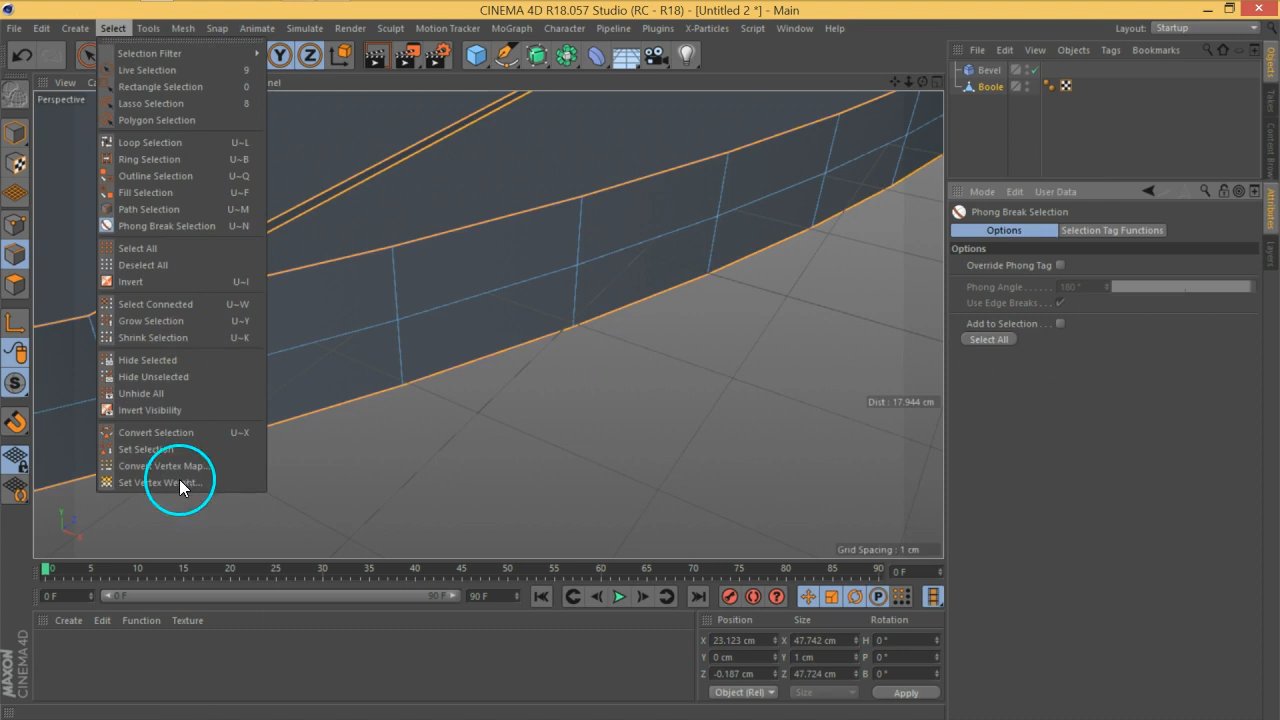 CINEMA 4D R18.057 Studio (RC - R18) - [Untitled 2 *] - Main
File Edit Create Select Tools Mesh Snap Animate Simulate Render Sculpt Motion Tracker MoGraph Character Pipeline Plugins X-Particles Script Window Help
Layout: Startup
View
Perspective
Selection Filter
Live Selection 9
Rectangle Selection 0
Lasso Selection 8
Polygon Selection
Loop Selection U~L
Ring Selection U~B
Outline Selection U~Q
Fill Selection U~F
Path Selection U~M
Phong Break Selection U~N
Select All
Deselect All
Invert U~I
Select Connected U~W
Grow Selection U~Y
Shrink Selection U~K
Hide Selected
Hide Unselected
Unhide All
Invert Visibility
Convert Selection U~X
Set Selection
Convert Vertex Map...
Set Vertex Weight...
Dist : 17.944 cm
Grid Spacing : 1 cm
File Edit View Objects Tags Bookmarks
Bevel
Boole
Objects
Takes
Content Brow
Attributes
Layers
Mode Edit User Data
Phong Break Selection
Options Selection Tag Functions
Options
Override Phong Tag
Phong Angle . . . . . . 180 °
Use Edge Breaks . . .
Add to Selection . . .
Select All
0 5 10 15 20 25 30 35 40 45 50 55 60 65 70 75 80 85 90 0 F
0 F 0 F 90 F 90 F
Create Edit Function Texture
Position Size Rotation
X 23.123 cm X 47.742 cm H 0 °
Y 0 cm Y 1 cm P 0 °
Z -0.187 cm Z 47.724 cm B 0 °
Object (Rel) Size Apply
MAXON CINEMA 4D